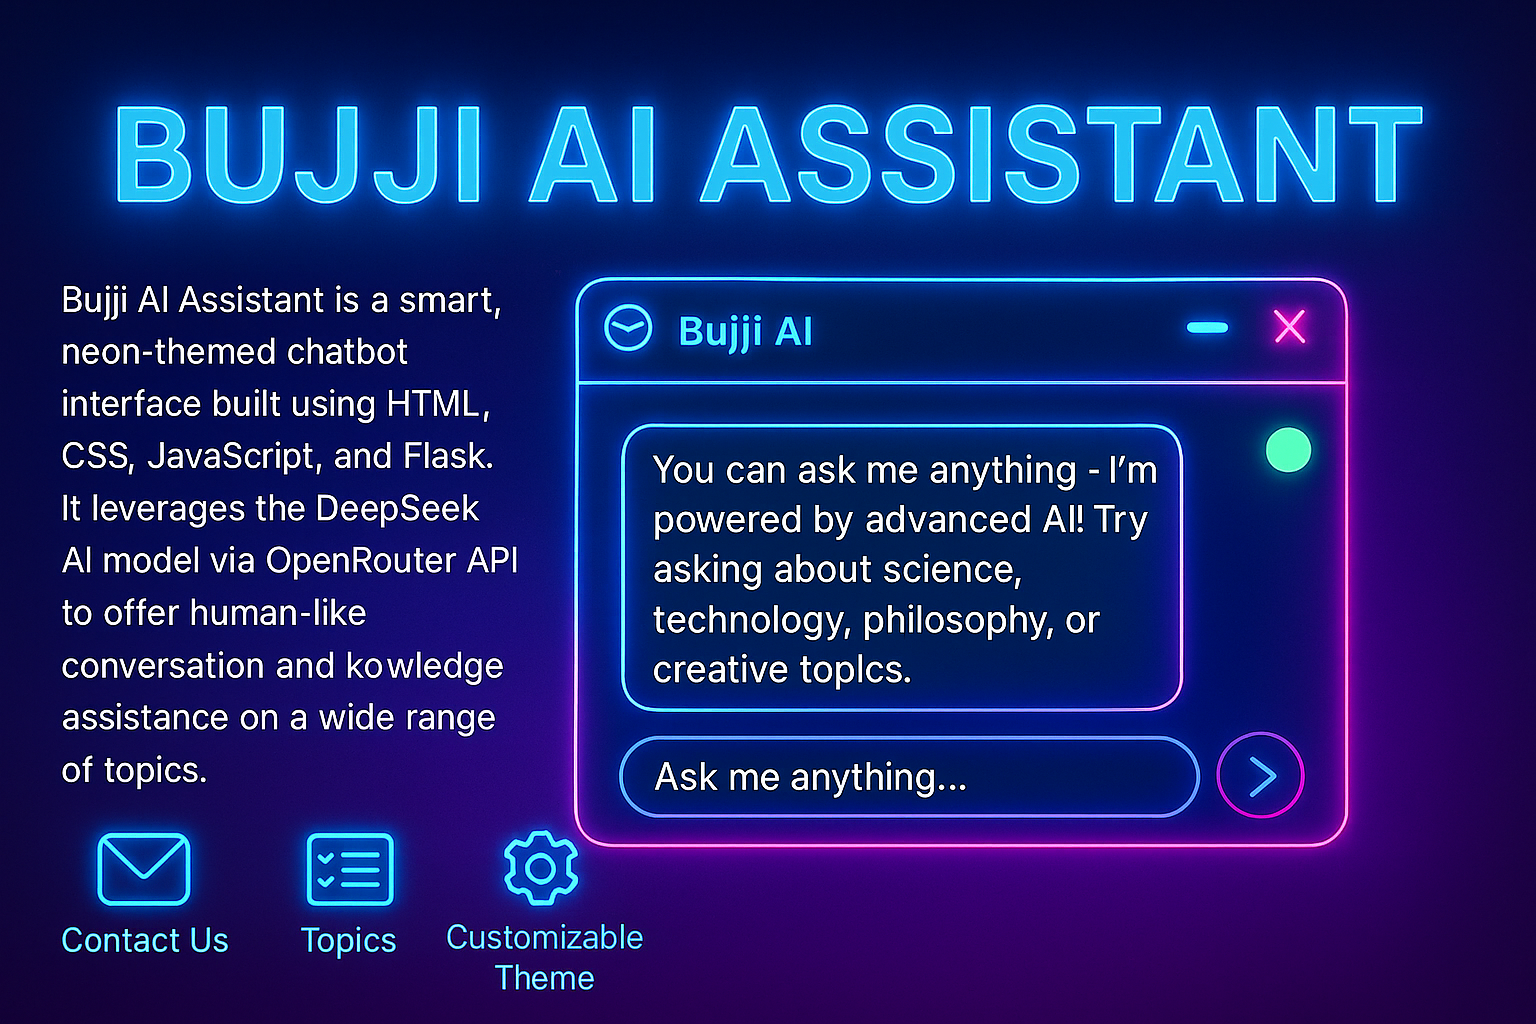 BUJJI AI ASSISTANT
Bujji AI Assistant is a smart,
neon-themed chatbot
interface built using HTML,
CSS, JavaScript, and Flask.
It leverages the DeepSeek
AI model via OpenRouter API
to offer human-like
conversation and kowledge
assistance on a wide range
of topics.
Bujji AI
You can ask me anything - I’m
powered by advanced AI! Try
asking about science,
technology, philosophy, or
creative toplcs.
Ask me anything...
Contact Us
Topics
Customizable
Theme